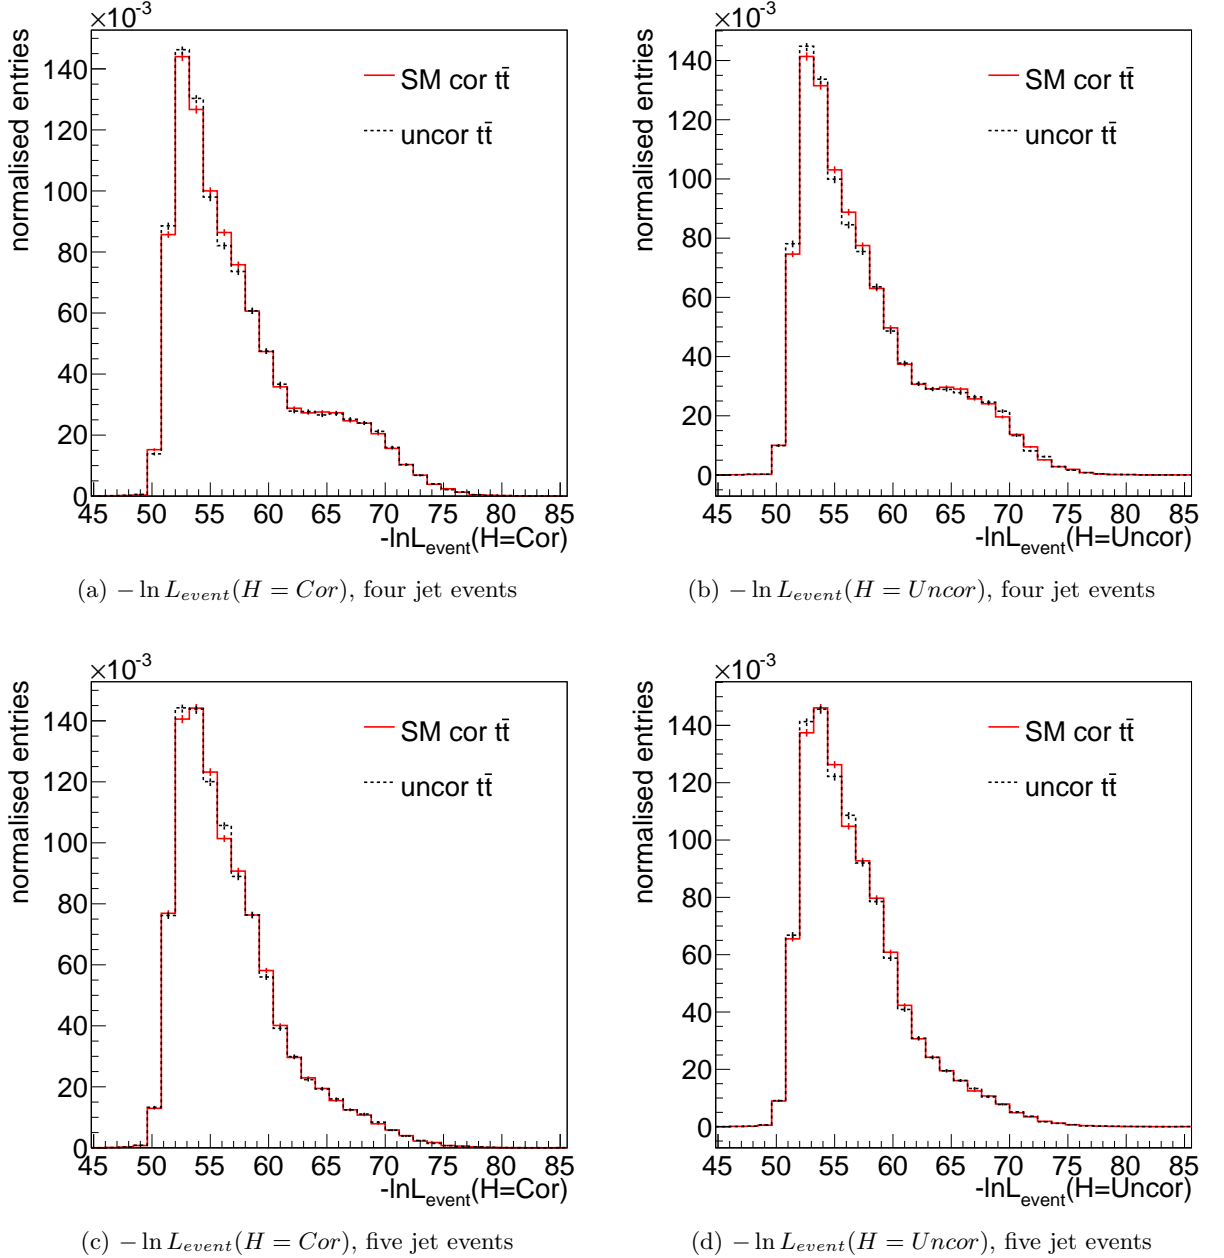 ×10⁻³
normalised entries
140
120
100
80
60
40
20
0
SM cor tt̄
uncor tt̄
45 50 55 60 65 70 75 80 85
-lnL_event(H=Cor)
(a) − ln L_event(H = Cor), four jet events
×10⁻³
normalised entries
140
120
100
80
60
40
20
0
SM cor tt̄
uncor tt̄
45 50 55 60 65 70 75 80 85
-lnL_event(H=Uncor)
(b) − ln L_event(H = Uncor), four jet events
×10⁻³
normalised entries
140
120
100
80
60
40
20
0
SM cor tt̄
uncor tt̄
45 50 55 60 65 70 75 80 85
-lnL_event(H=Cor)
(c) − ln L_event(H = Cor), five jet events
×10⁻³
normalised entries
140
120
100
80
60
40
20
0
SM cor tt̄
uncor tt̄
45 50 55 60 65 70 75 80 85
-lnL_event(H=Uncor)
(d) − ln L_event(H = Uncor), five jet events